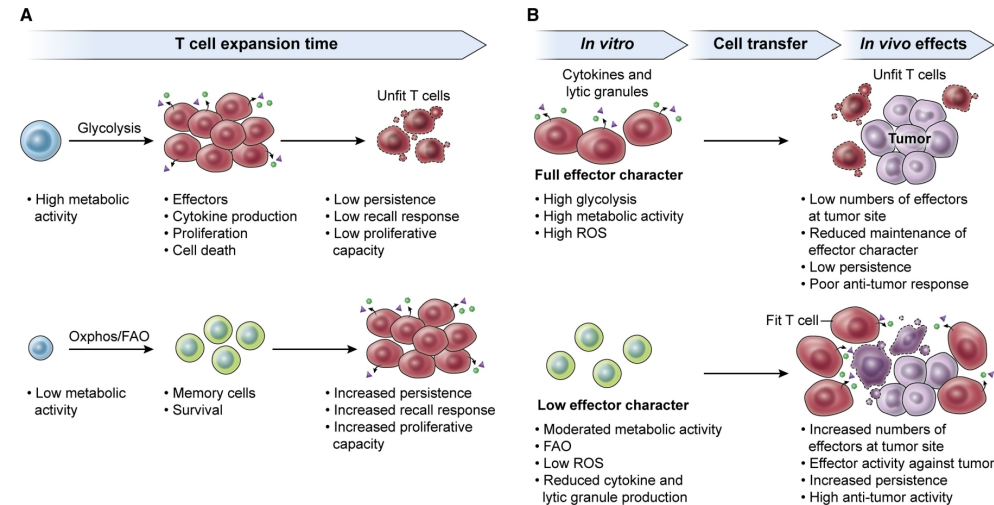 A
T cell expansion time
Glycolysis
Unfit T cells
• High metabolic
activity
• Effectors
• Cytokine production
• Proliferation
• Cell death
• Low persistence
• Low recall response
• Low proliferative
capacity
Oxphos/FAO
• Low metabolic
activity
• Memory cells
• Survival
• Increased persistence
• Increased recall response
• Increased proliferative
capacity
B
In vitro
Cell transfer
In vivo effects
Cytokines and
lytic granules
Unfit T cells
Tumor
Full effector character
• High glycolysis
• High metabolic activity
• High ROS
• Low numbers of effectors
at tumor site
• Reduced maintenance of
effector character
• Low persistence
• Poor anti-tumor response
Fit T cell
Low effector character
• Moderated metabolic activity
• FAO
• Low ROS
• Reduced cytokine and
lytic granule production
• Increased numbers of
effectors at tumor site
• Effector activity against tumor
• Increased persistence
• High anti-tumor activity